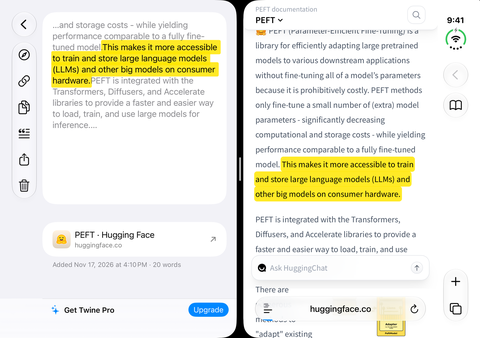 ...and storage costs - while yielding
performance comparable to a fully fine-
tuned model.This makes it more accessible
to train and store large language models
(LLMs) and other big models on consumer
hardware.PEFT is integrated with the
Transformers, Diffusers, and Accelerate
libraries to provide a faster and easier way
to load, train, and use large models for
inference....
PEFT · Hugging Face
huggingface.co
Added Nov 17, 2026 at 4:10 PM · 20 words
Get Twine Pro
Upgrade
PEFT documentation
PEFT
9:41
PEFT (Parameter-Efficient Fine-Tuning) is a
library for efficiently adapting large pretrained
models to various downstream applications
without fine-tuning all of a model's parameters
because it is prohibitively costly. PEFT methods
only fine-tune a small number of (extra) model
parameters - significantly decreasing
computational and storage costs - while yielding
performance comparable to a fully fine-tuned
model. This makes it more accessible to train
and store large language models (LLMs) and
other big models on consumer hardware.
PEFT is integrated with the Transformers,
Diffusers, and Accelerate libraries to provide a
faster and easier way to load, train, and use
Ask HuggingChat
There are
huggingface.co
"adapt" existing